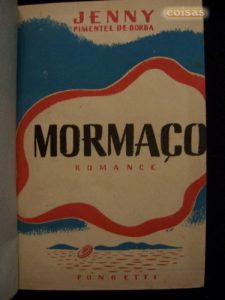 coisas
JENNY
PIMENTEL DE BORBA
MORMAÇO
ROMANCE
PONGETTI